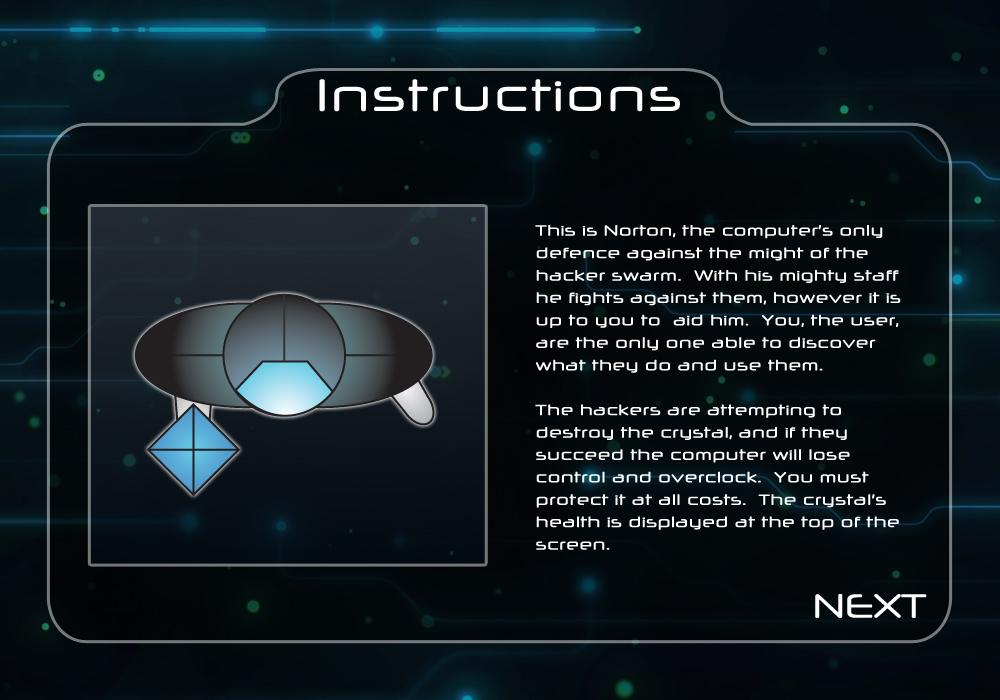 Instructions
This is Norton, the computer's only
defence against the might of the
hacker swarm.  With his mighty staff
he fights against them, however it is
up to you to  aid him.  You, the user,
are the only one able to discover
what they do and use them.
The hackers are attempting to
destroy the crystal, and if they
succeed the computer will lose
control and overclock.  You must
protect it at all costs.  The crystal's
health is displayed at the top of the
screen.
NEXT